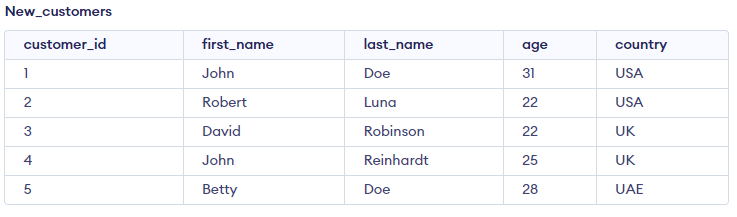 New_customers
customer_id first_name last_name age country
1 John Doe 31 USA
2 Robert Luna 22 USA
3 David Robinson 22 UK
4 John Reinhardt 25 UK
5 Betty Doe 28 UAE